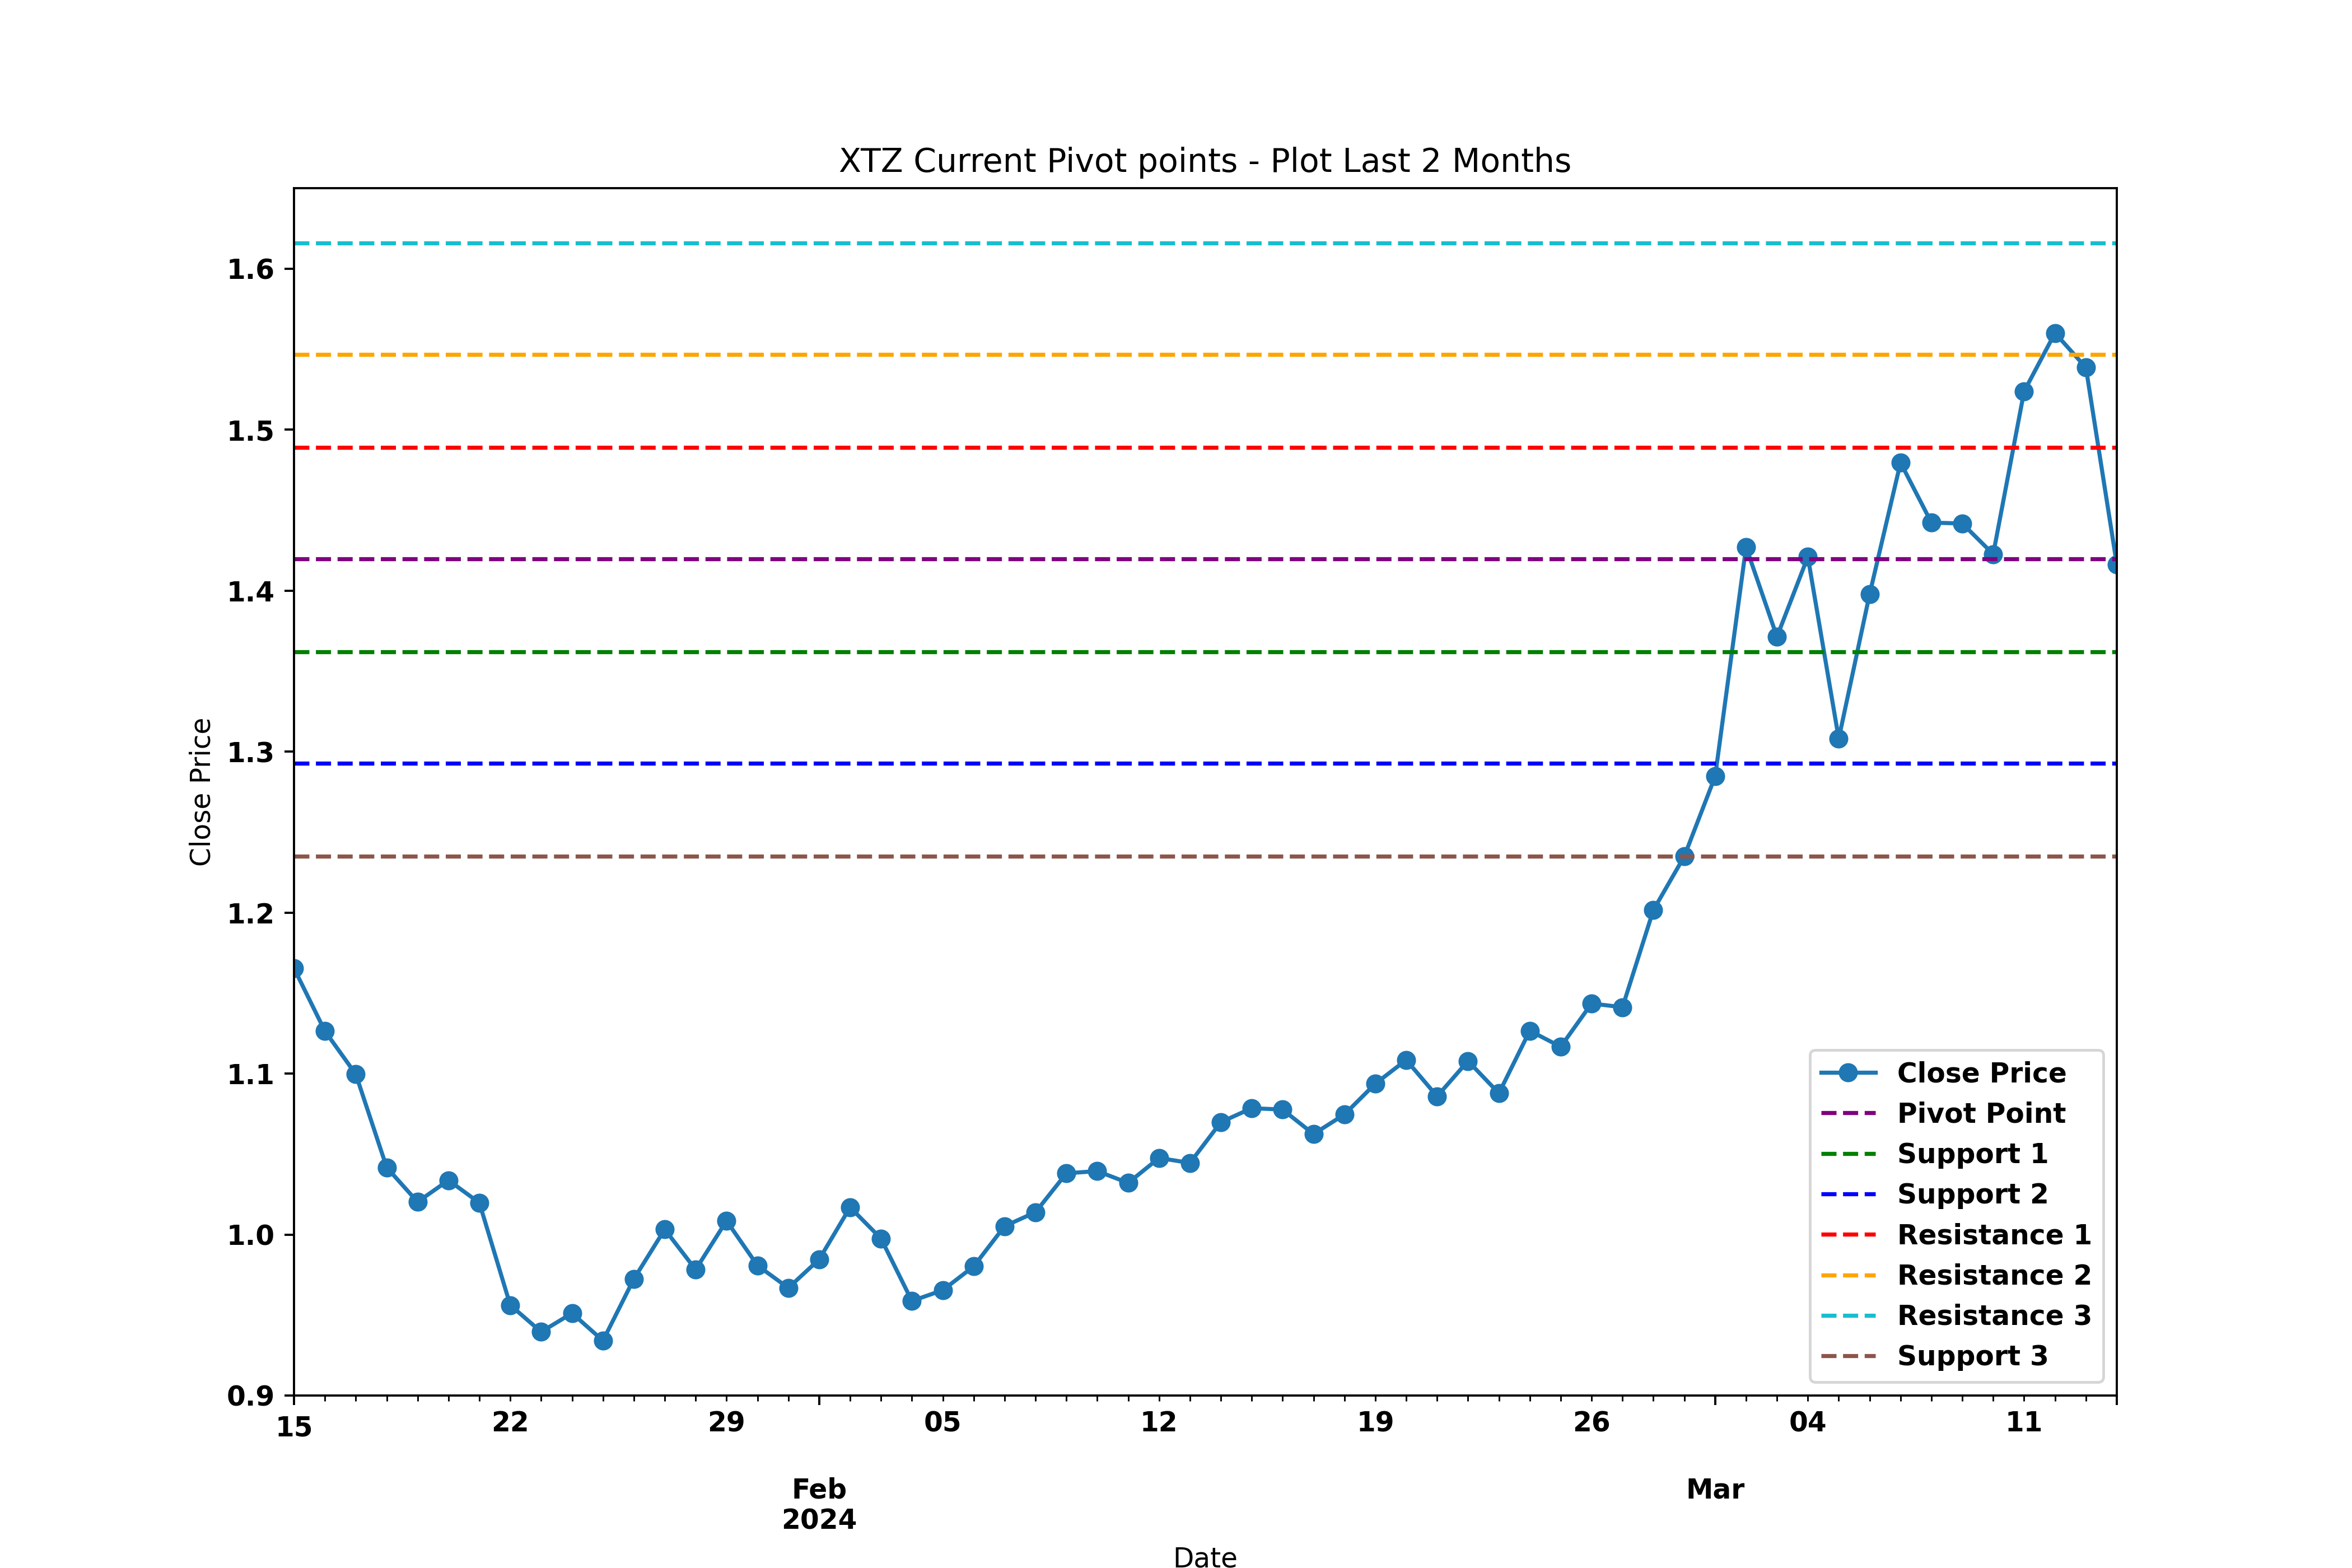 XTZ Current Pivot points - Plot Last 2 Months
1.6
1.5
1.4
1.3
1.2
1.1
1.0
0.9
Close Price
Close Price
Pivot Point
Support 1
Support 2
Resistance 1
Resistance 2
Resistance 3
Support 3
15 22 29 05 12 19 26 04 11
Feb Mar
2024
Date